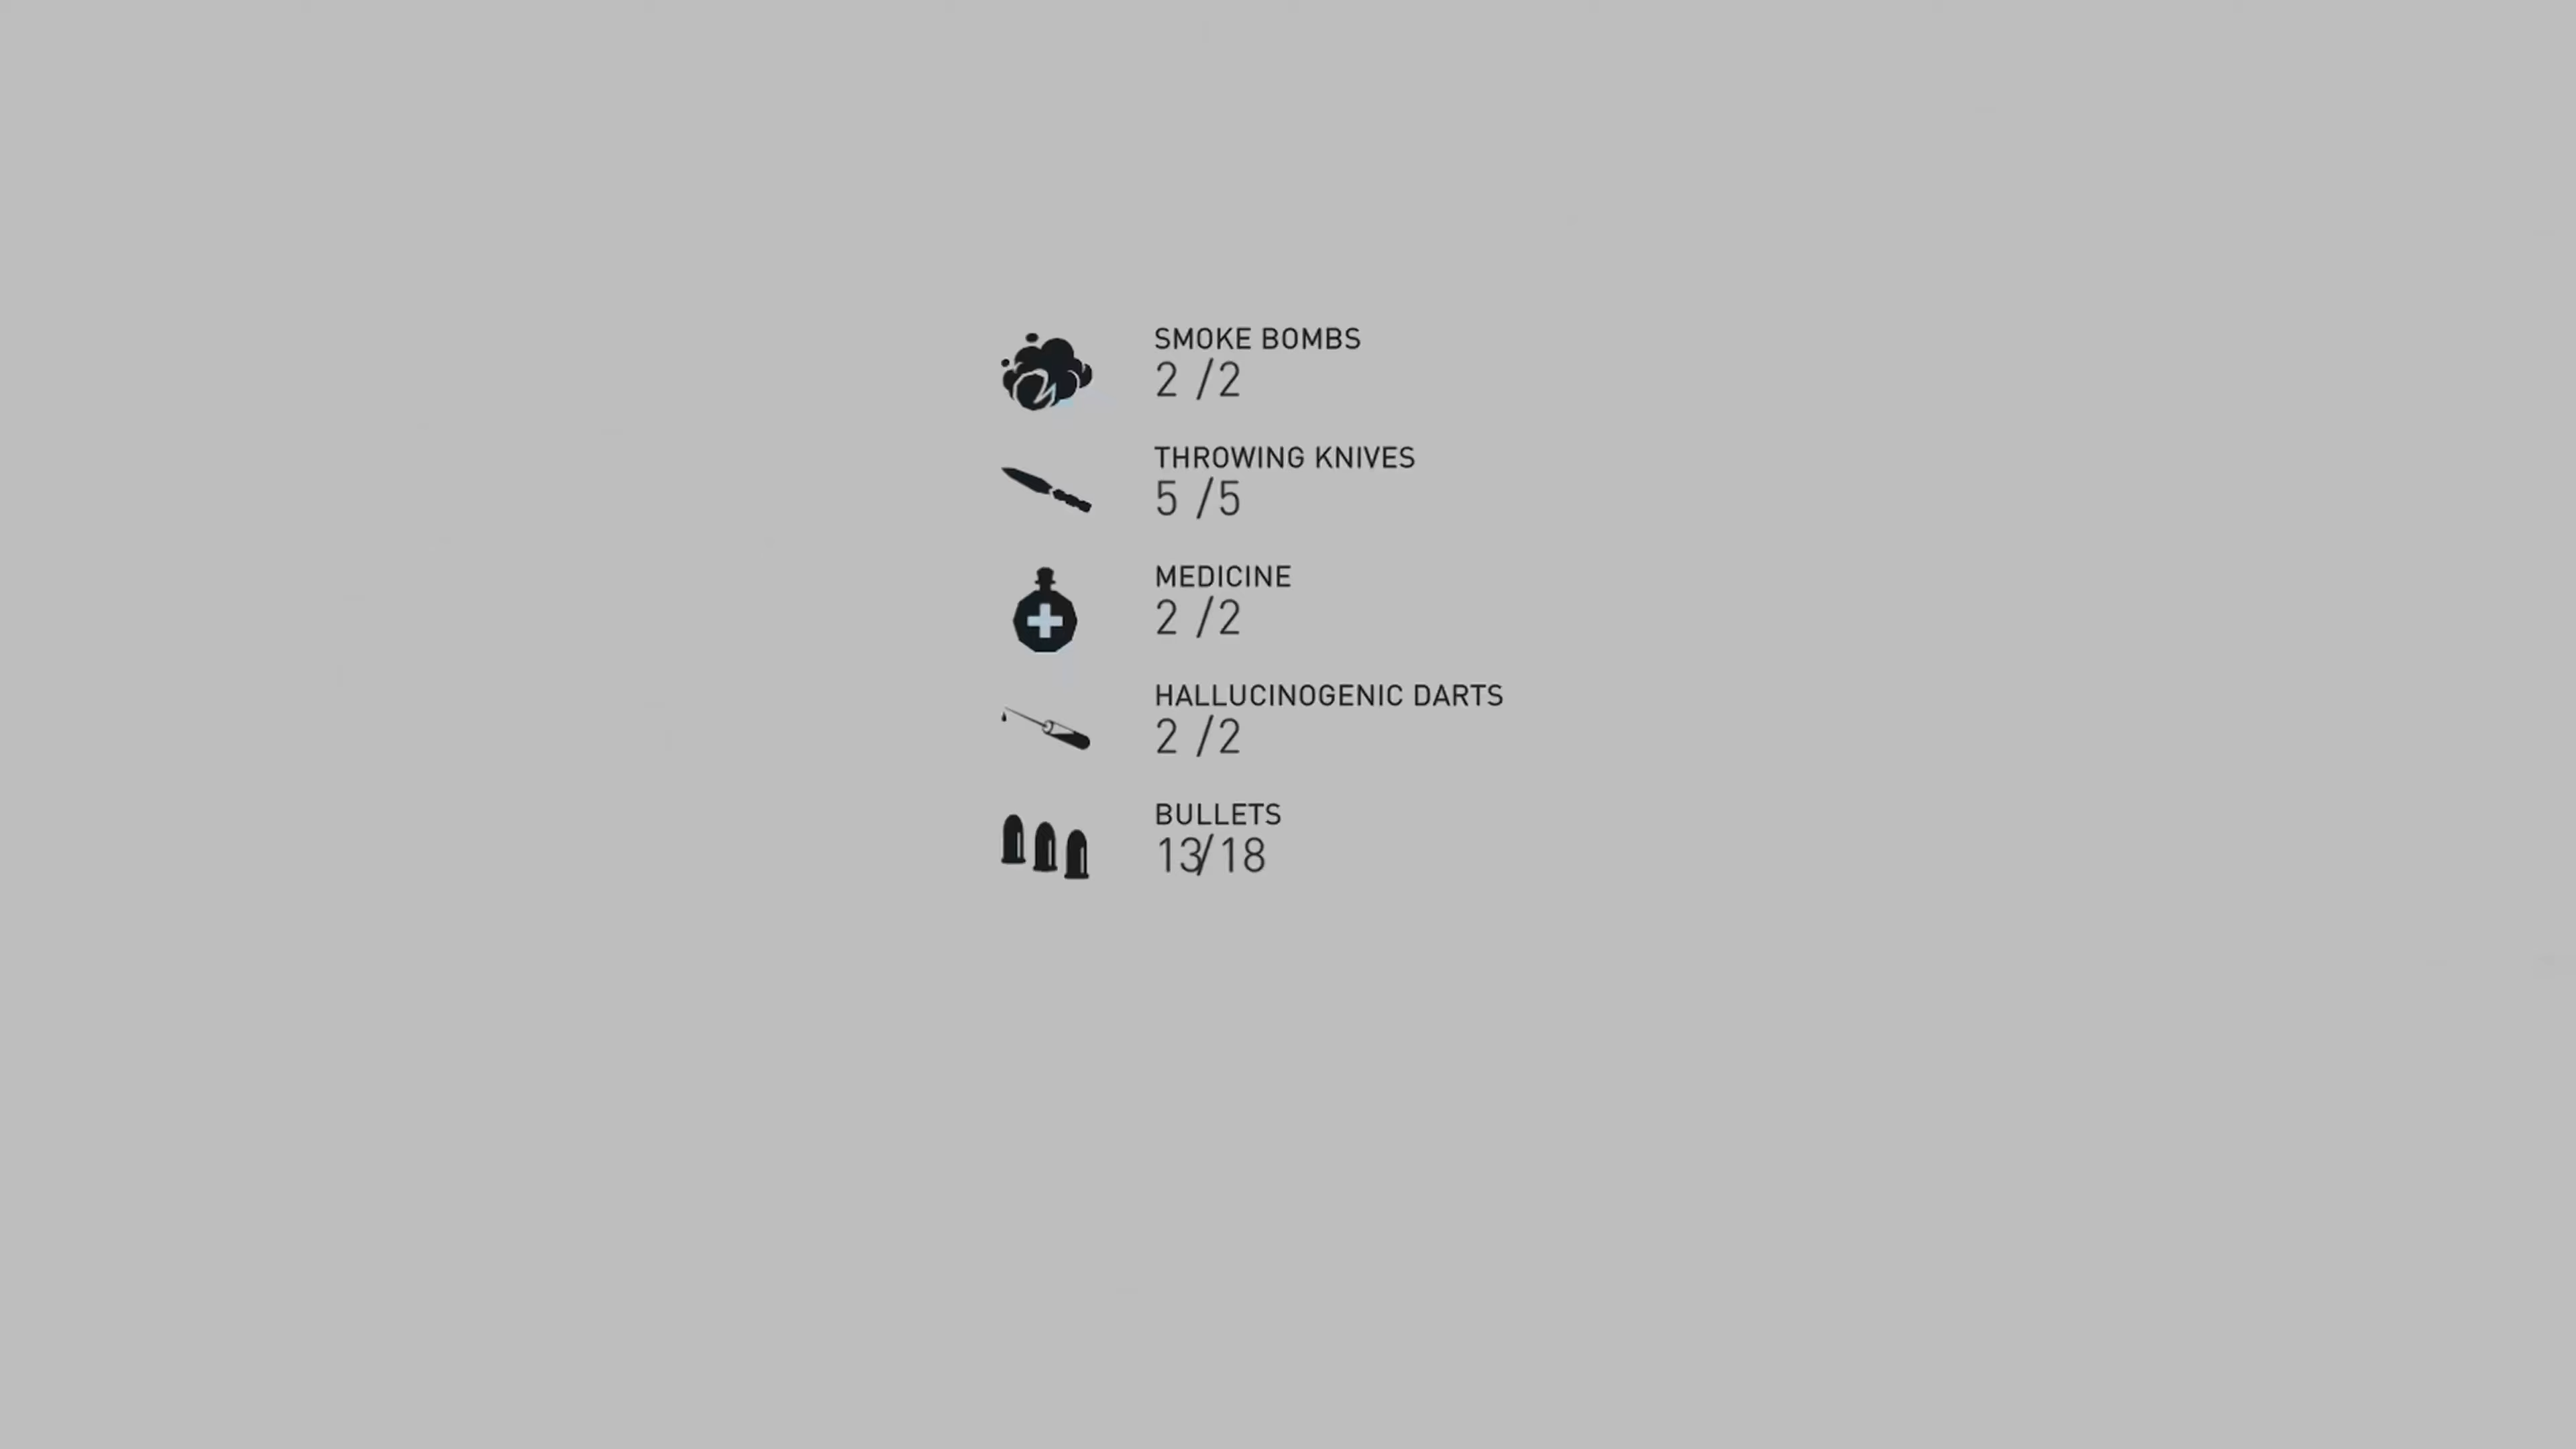 SMOKE BOMBS
2 /2
THROWING KNIVES
5 /5
MEDICINE
2 /2
HALLUCINOGENIC DARTS
2 /2
BULLETS
13/18